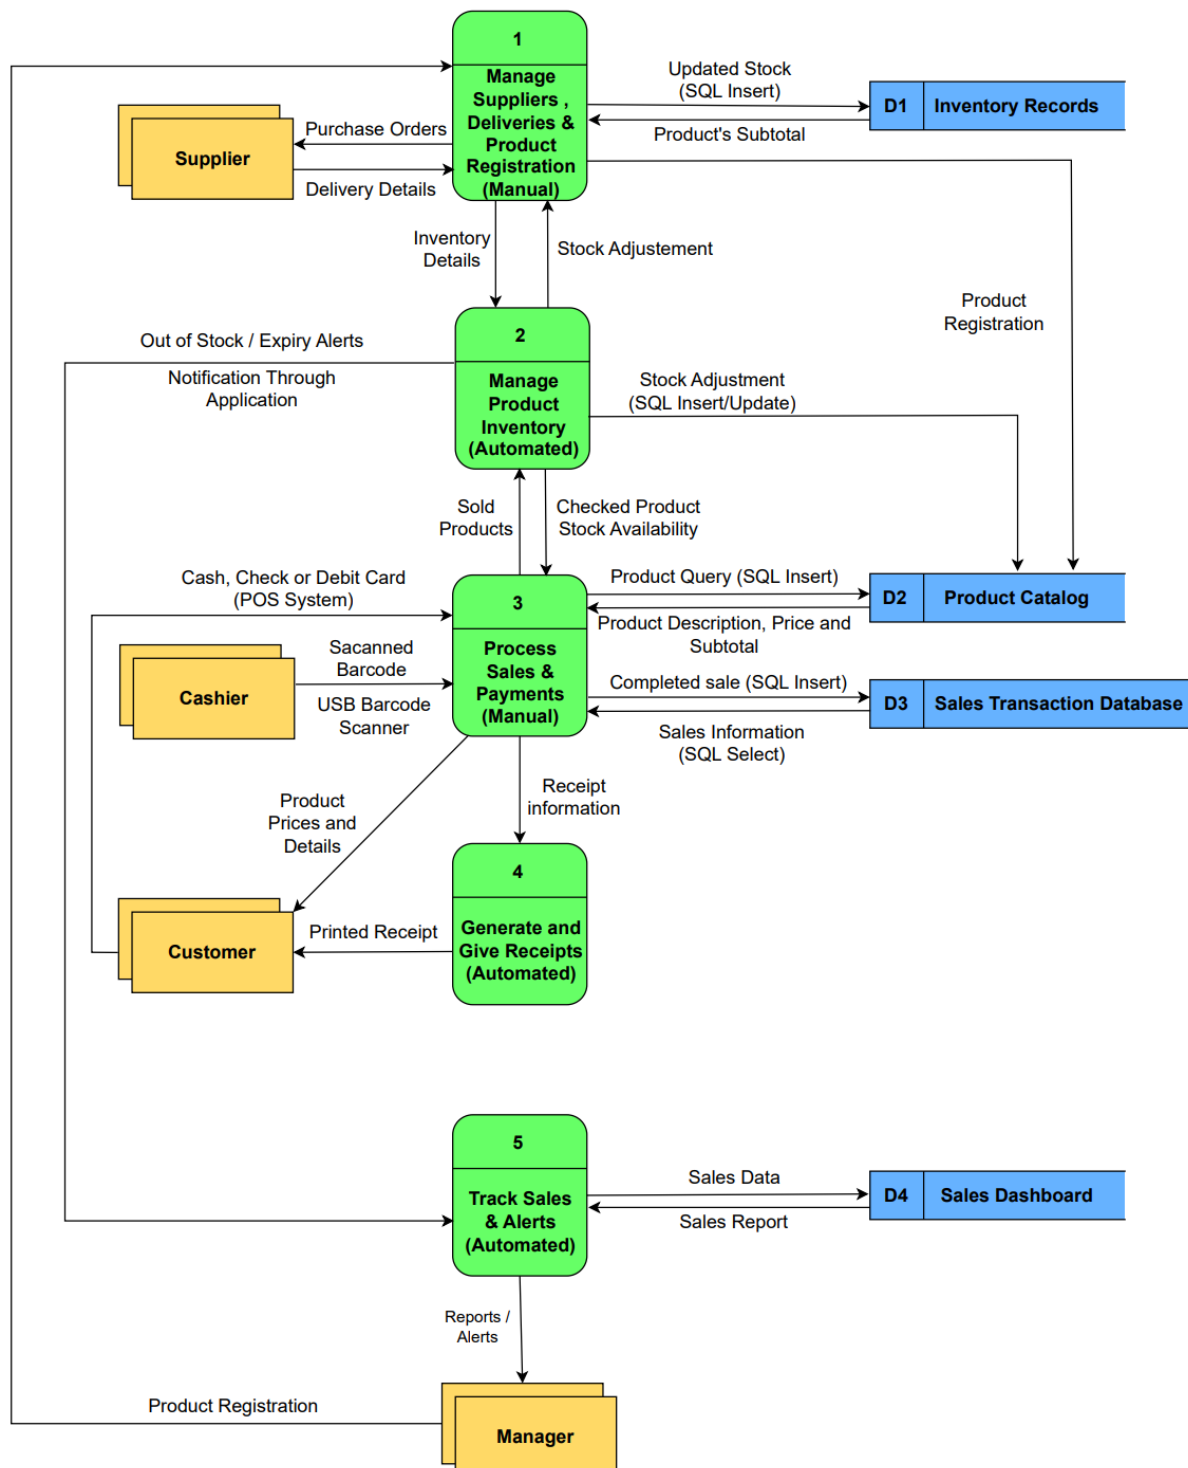 1
Manage
Suppliers ,
Deliveries &
Product
Registration
(Manual)
Updated Stock
(SQL Insert)
Product's Subtotal
D1
Inventory Records
Purchase Orders
Supplier
Delivery Details
Inventory
Details
Stock Adjustement
Product
Registration
Out of Stock / Expiry Alerts
Notification Through
Application
2
Manage
Product
Inventory
(Automated)
Stock Adjustment
(SQL Insert/Update)
Sold
Products
Checked Product
Stock Availability
Cash, Check or Debit Card
(POS System)
3
Process
Sales &
Payments
(Manual)
Product Query (SQL Insert)
Product Description, Price and
Subtotal
D2
Product Catalog
Sacanned
Barcode
USB Barcode
Scanner
Cashier
Completed sale (SQL Insert)
Sales Information
(SQL Select)
D3
Sales Transaction Database
Product
Prices and
Details
Receipt
information
4
Generate and
Give Receipts
(Automated)
Printed Receipt
Customer
5
Track Sales
& Alerts
(Automated)
Sales Data
Sales Report
D4
Sales Dashboard
Reports /
Alerts
Product Registration
Manager